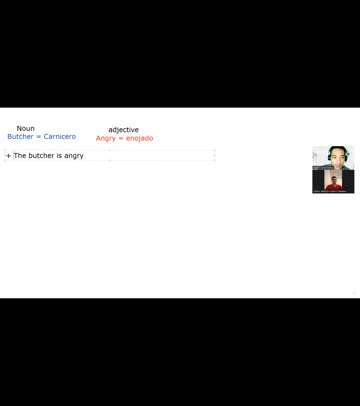 Noun
Butcher = Carnicero
adjective
Angry = enojado
+ The butcher is angry